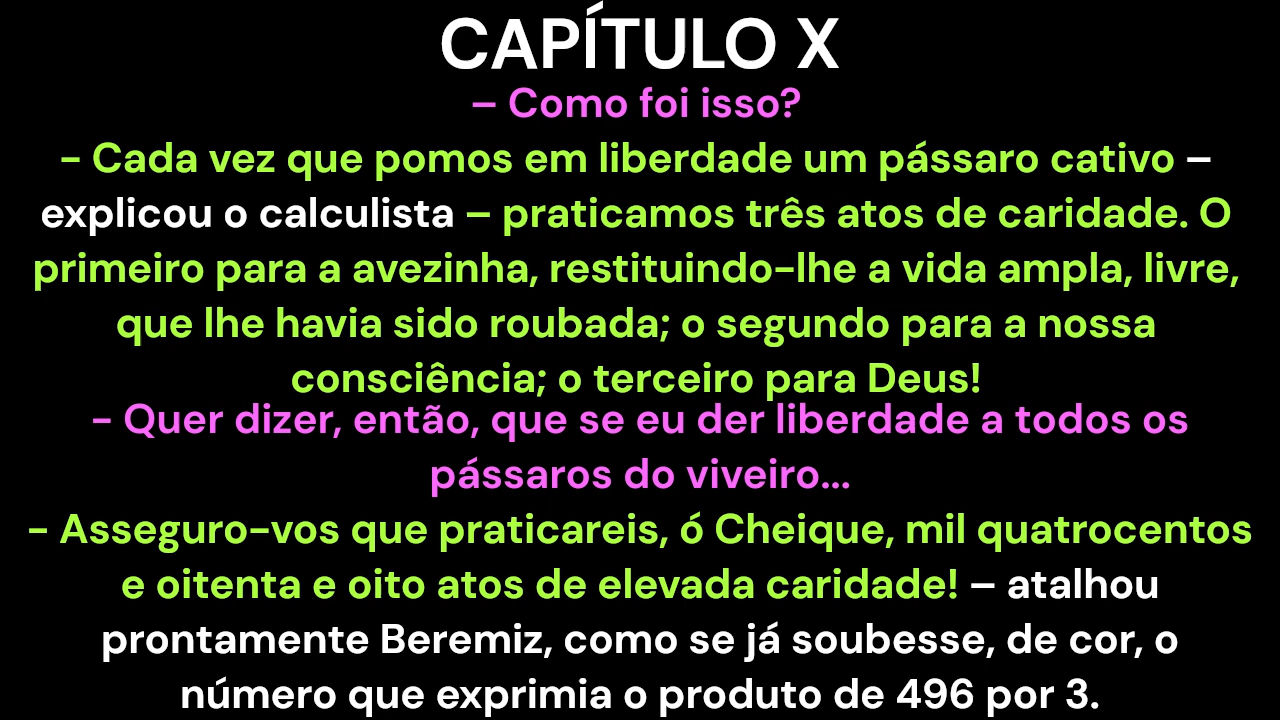 CAPÍTULO X
– Como foi isso?
- Cada vez que pomos em liberdade um pássaro cativo –
explicou o calculista – praticamos três atos de caridade. O
primeiro para a avezinha, restituindo-lhe a vida ampla, livre,
que lhe havia sido roubada; o segundo para a nossa
consciência; o terceiro para Deus!
- Quer dizer, então, que se eu der liberdade a todos os
pássaros do viveiro...
- Asseguro-vos que praticareis, ó Cheique, mil quatrocentos
e oitenta e oito atos de elevada caridade! – atalhou
prontamente Beremiz, como se já soubesse, de cor, o
número que exprimia o produto de 496 por 3.